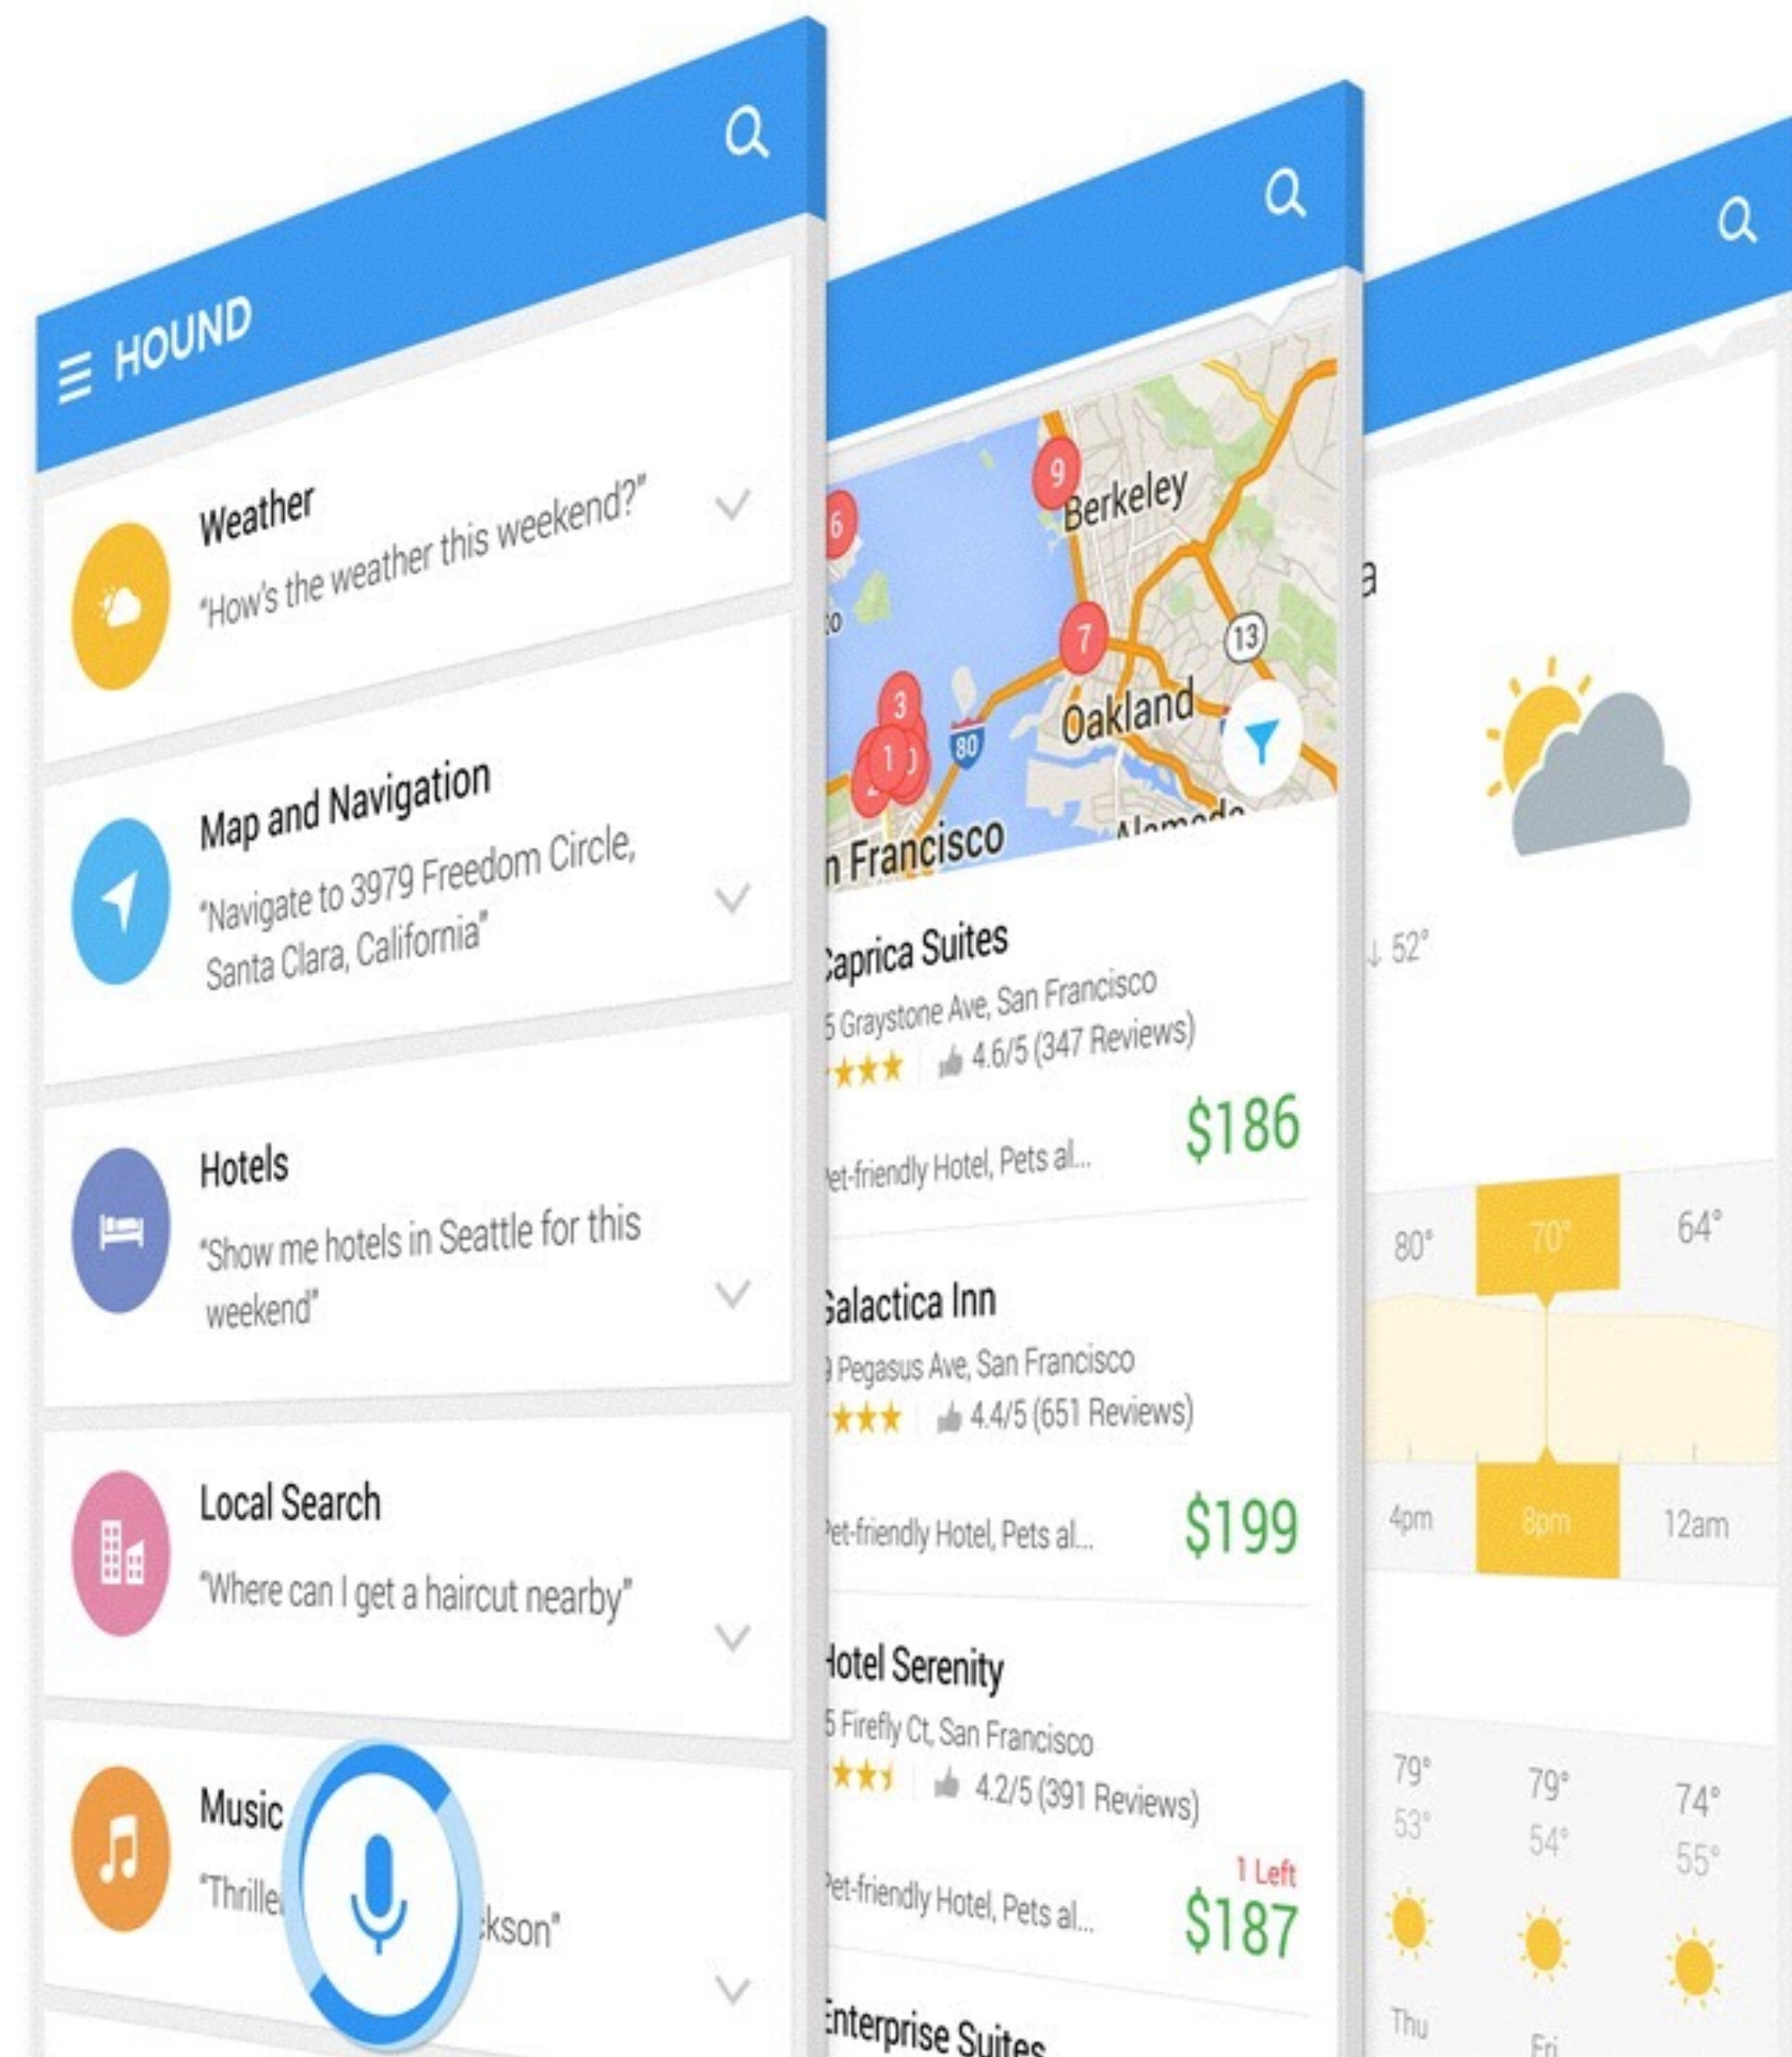 HOUND
Weather
“How's the weather this weekend?”
Map and Navigation
“Navigate to 3979 Freedom Circle,
Santa Clara, California”
Hotels
“Show me hotels in Seattle for this
weekend”
Local Search
“Where can I get a haircut nearby”
Music
9
6
Berkeley
7
13
3
Oakland
1
80
Francisco
Caprica Suites
Graystone Ave, San Francisco
4.6/5 (347 Reviews)
$186
Pet-friendly Hotel, Pets al...
Galactica Inn
Pegasus Ave, San Francisco
4.4/5 (651 Reviews)
Pet-friendly Hotel, Pets al...
$199
Hotel Serenity
Firefly Ct, San Francisco
4.2/5 (391 Reviews)
1 Left
Pet-friendly Hotel, Pets al...
$187
Enterprise Suites
↓ 52°
80° 70° 64°
4pm 8pm 12am
79° 79° 74°
53° 54° 55°
Thu Fri